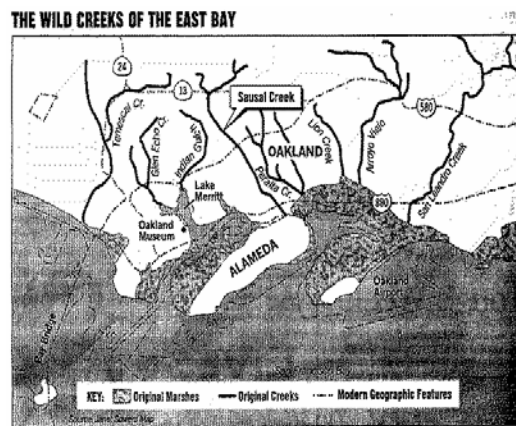 THE WILD CREEKS OF THE EAST BAY
24
13
580
Temescal Cr.
Glen Echo Cr.
Indian Gulch
Sausal Creek
Peralta Cr.
OAKLAND
Lion Creek
Arroyo Viejo
San Leandro Creek
880
Lake
Merritt
Oakland
Museum
ALAMEDA
Oakland
Airport
Bay Bridge
KEY:
Original Marshes
Original Creeks
Modern Geographic Features